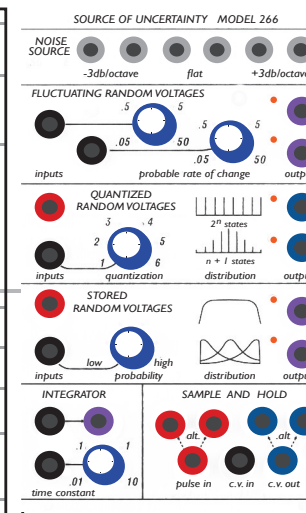 SOURCE OF UNCERTAINTY MODEL 266
NOISE
SOURCE
-3db/octave flat +3db/octave
FLUCTUATING RANDOM VOLTAGES
.5 5 .5 5
.05 50 .05 50
inputs probable rate of change outp
QUANTIZED
RANDOM VOLTAGES
3 .4
2 5
1 6
2ⁿ states
n + 1 states
inputs quantization distribution outpu
STORED
RANDOM VOLTAGES
low high
inputs probability distribution outpu
INTEGRATOR SAMPLE AND HOLD
alt. .alt
.1 1
.01 10
time constant
pulse in c.v. in c.v. out